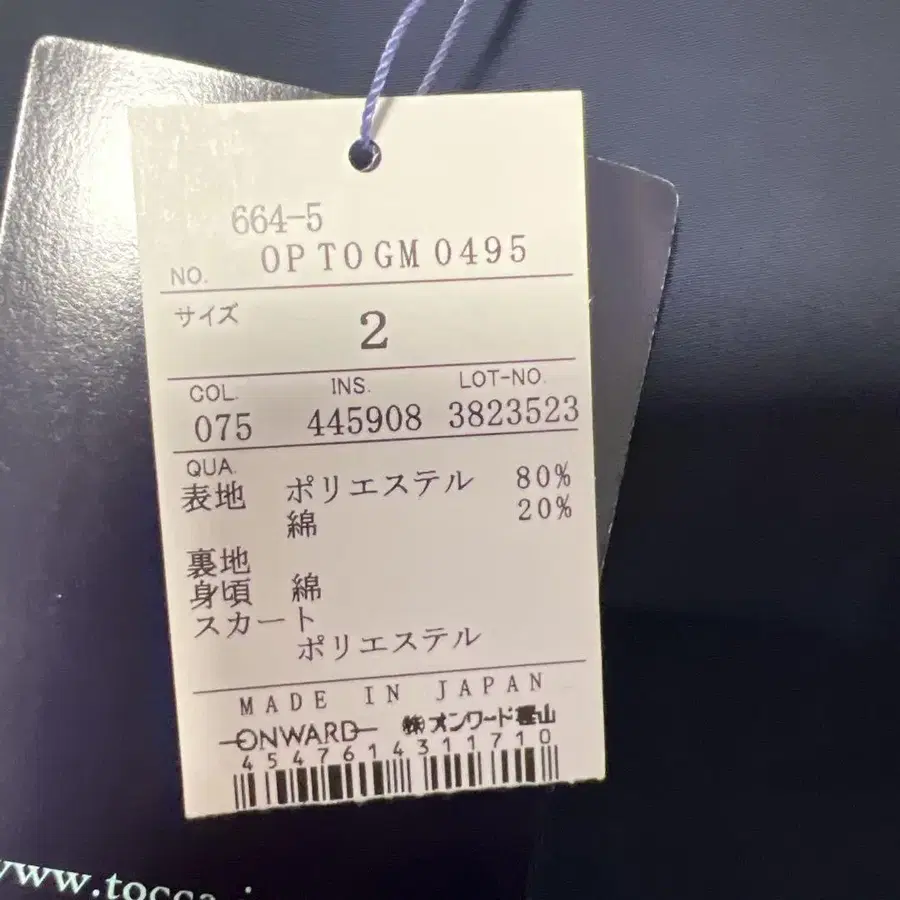 664-5
NO. OPTOGM0495
サイズ 2
COL. INS. LOT-NO.
075 445908 3823523
QUA.
表地 ポリエステル 80%
綿 20%
裏地
身頃 綿
スカート
ポリエステル
MADE IN JAPAN
ONWARD ㈱オンワード樫山
4547614311710
www.tocca